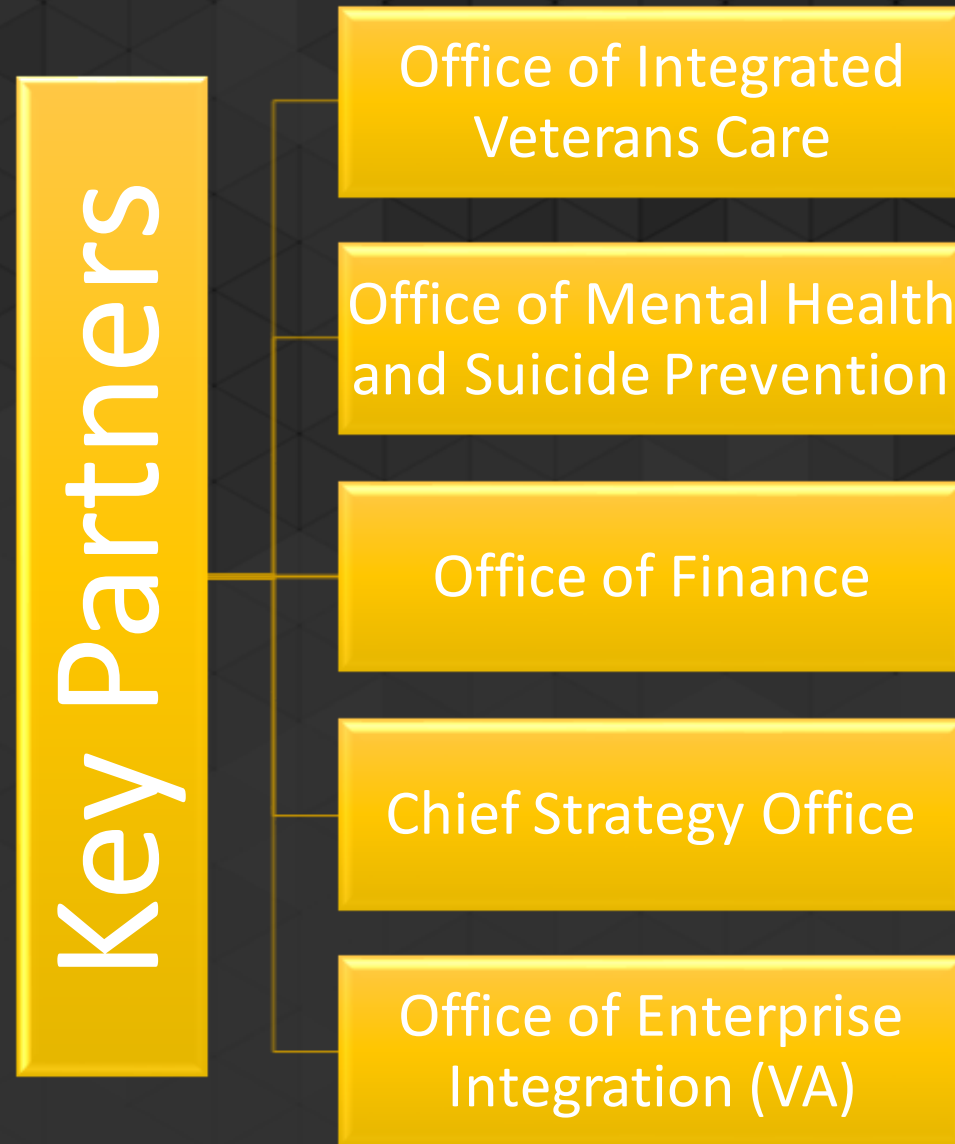 Key Partners
Office of Integrated
Veterans Care
Office of Mental Health
and Suicide Prevention
Office of Finance
Chief Strategy Office
Office of Enterprise
Integration (VA)